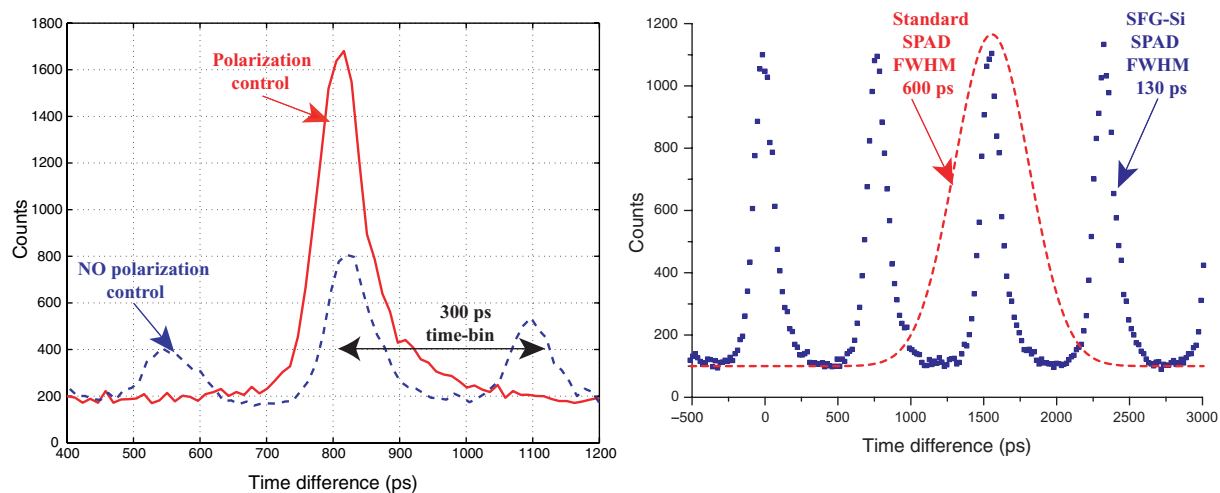 1800
1600
1400
1200
1000
800
600
400
200
0
Counts
Polarization
control
NO polarization
control
300 ps
time-bin
400 500 600 700 800 900 1000 1100 1200
Time difference (ps)
1200
1000
800
600
400
200
0
Counts
Standard
SPAD
FWHM
600 ps
SFG-Si
SPAD
FWHM
130 ps
−500 0 500 1000 1500 2000 2500 3000
Time difference (ps)